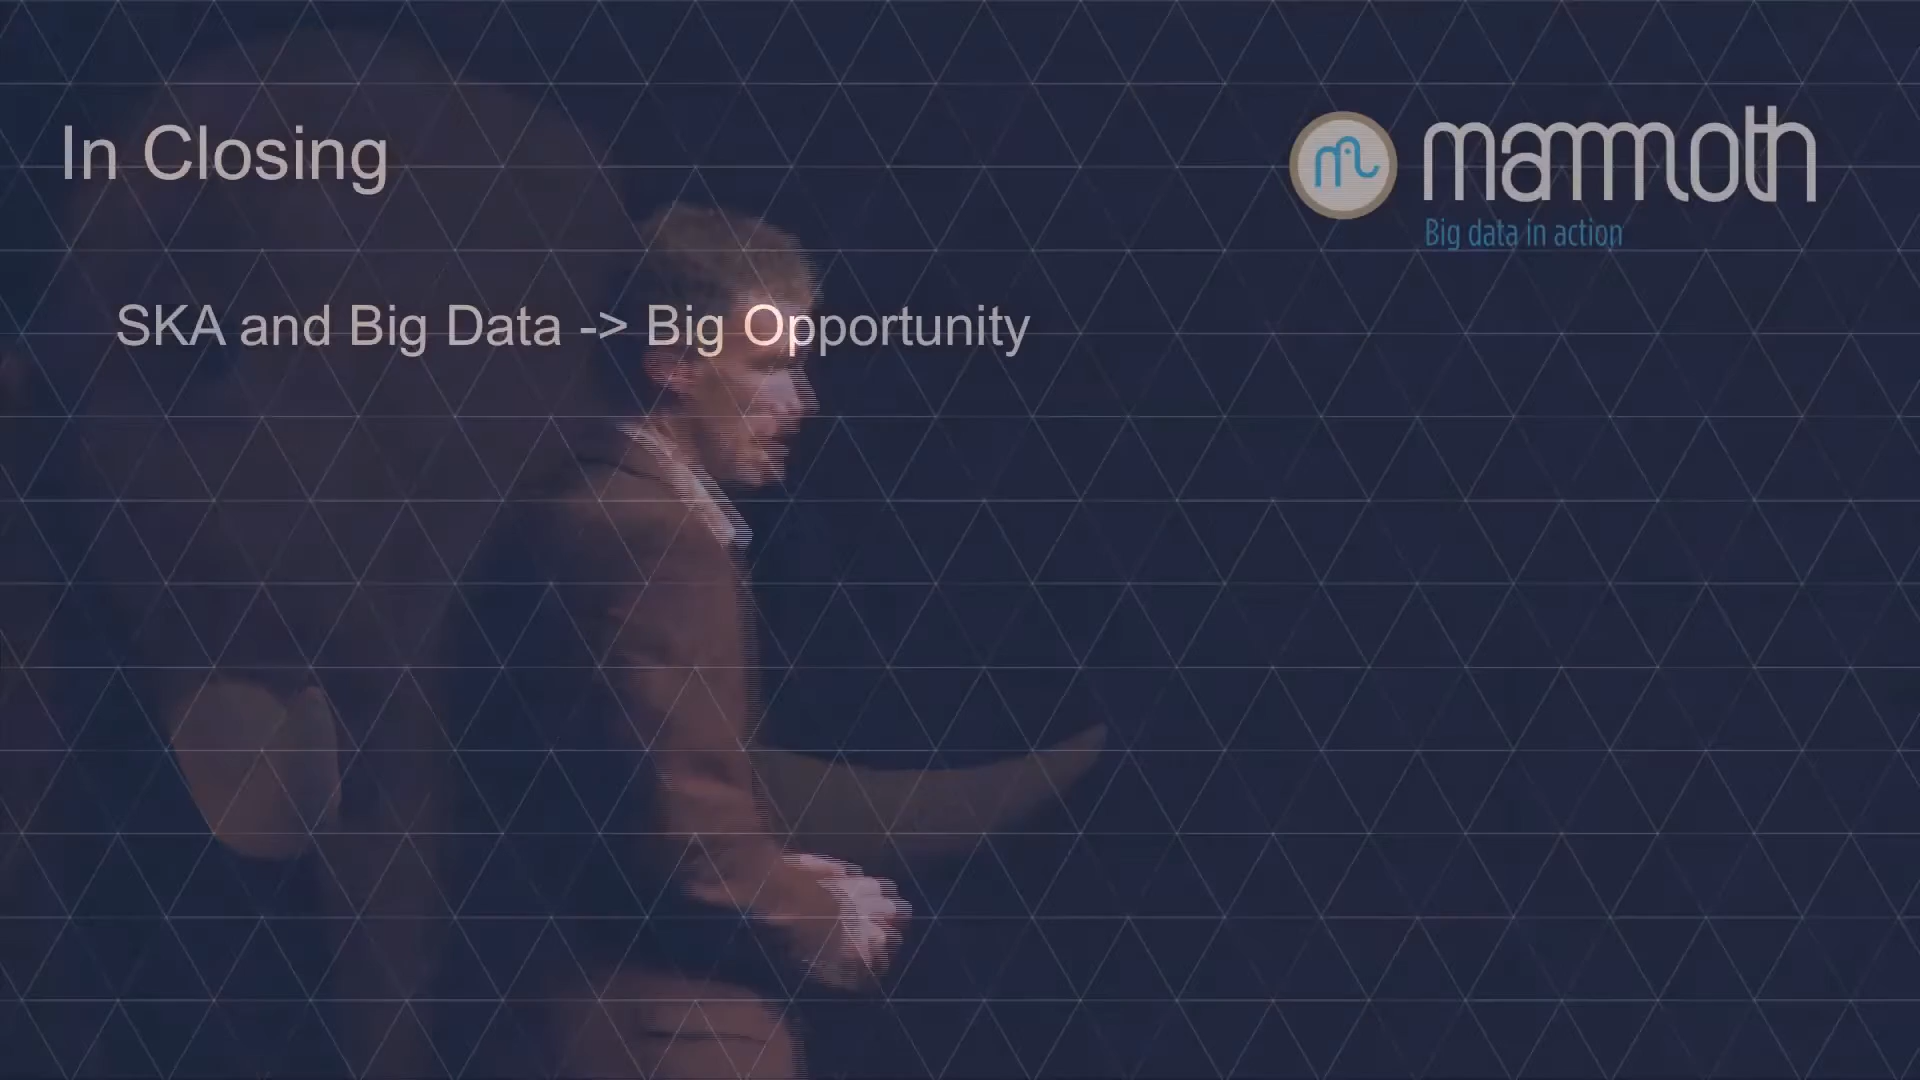 In Closing
mammoth
Big data in action
SKA and Big Data -> Big Opportunity